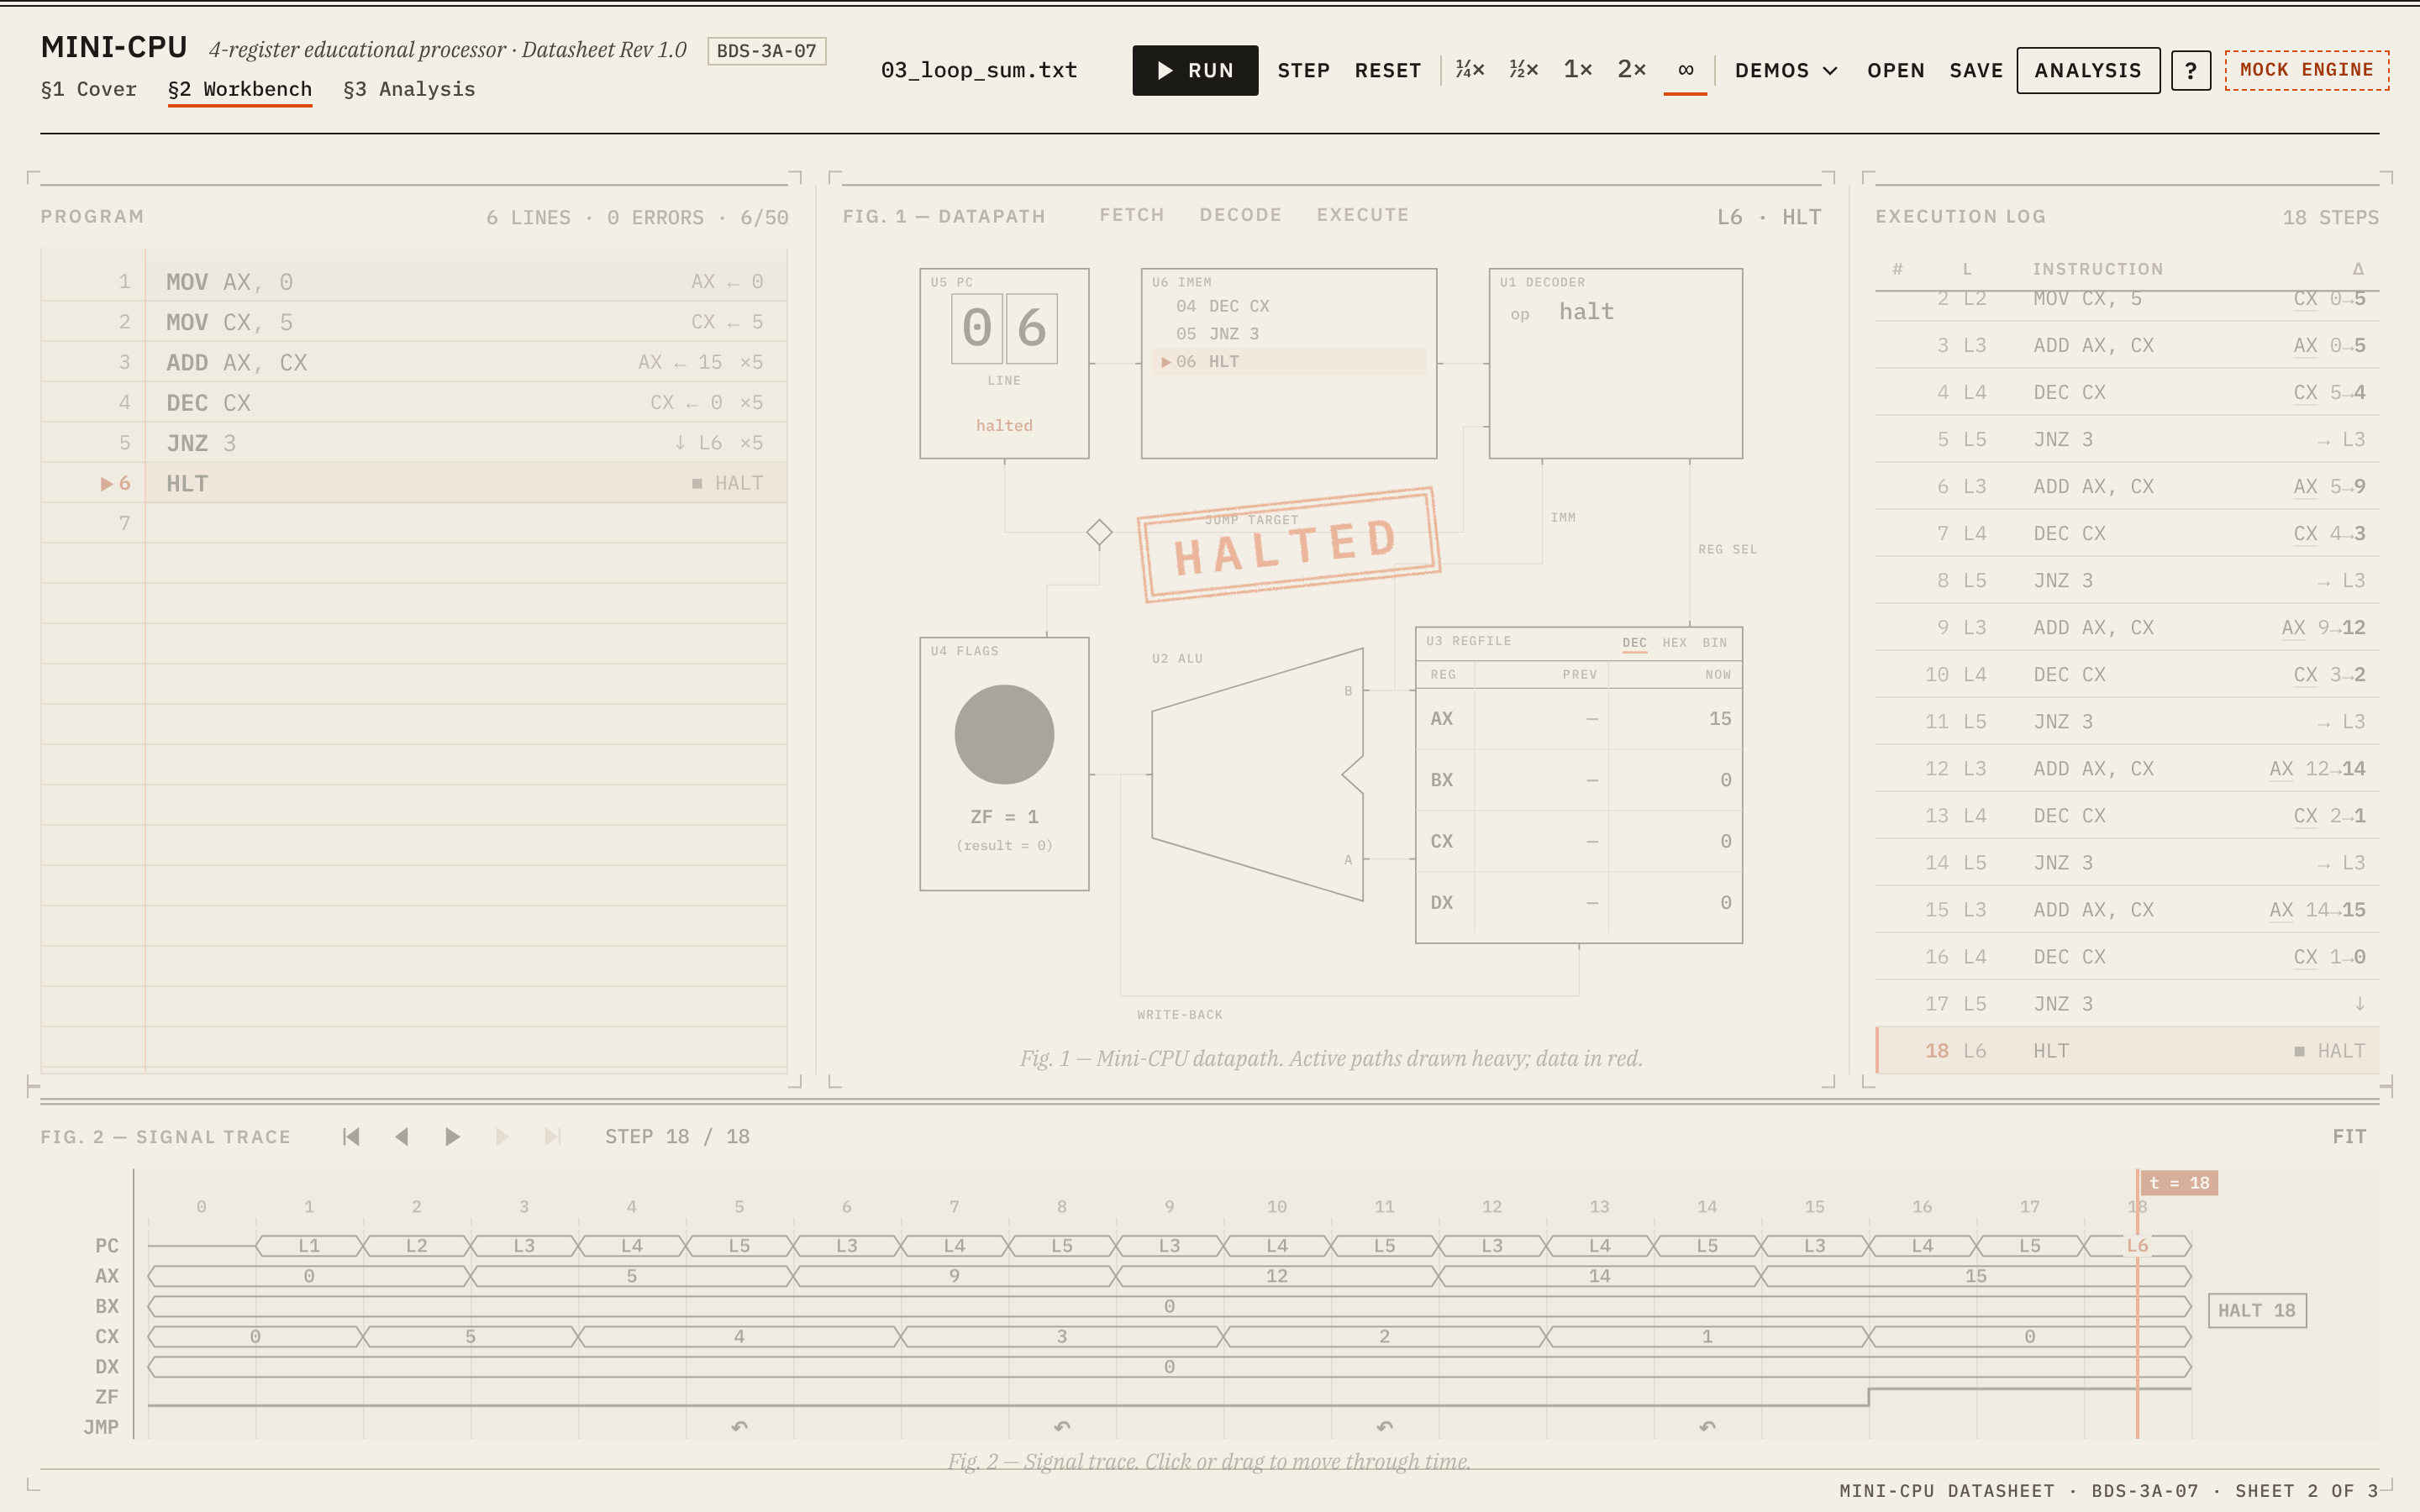 MINI-CPU 4-register educational processor · Datasheet Rev 1.0 BDS-3A-07
§1 Cover §2 Workbench §3 Analysis
03_loop_sum.txt
▶ RUN STEP RESET ¼× ½× 1× 2× ∞ DEMOS OPEN SAVE ANALYSIS ? MOCK ENGINE
PROGRAM 6 LINES · 0 ERRORS · 6/50
1 MOV AX, 0 AX ← 0
2 MOV CX, 5 CX ← 5
3 ADD AX, CX AX ← 15 ×5
4 DEC CX CX ← 0 ×5
5 JNZ 3 ↓ L6 ×5
▶6 HLT ■ HALT
7
FIG. 1 — DATAPATH FETCH DECODE EXECUTE L6 · HLT
U5 PC
06
LINE
halted
U6 IMEM
04 DEC CX
05 JNZ 3
▶06 HLT
U1 DECODER
op halt
JUMP TARGET
HALTED
IMM
REG SEL
U4 FLAGS
ZF = 1
(result = 0)
U2 ALU
B
A
U3 REGFILE DEC HEX BIN
REG PREV NOW
AX — 15
BX — 0
CX — 0
DX — 0
WRITE-BACK
Fig. 1 — Mini-CPU datapath. Active paths drawn heavy; data in red.
EXECUTION LOG 18 STEPS
# L INSTRUCTION Δ
2 L2 MOV CX, 5 CX 0→5
3 L3 ADD AX, CX AX 0→5
4 L4 DEC CX CX 5→4
5 L5 JNZ 3 → L3
6 L3 ADD AX, CX AX 5→9
7 L4 DEC CX CX 4→3
8 L5 JNZ 3 → L3
9 L3 ADD AX, CX AX 9→12
10 L4 DEC CX CX 3→2
11 L5 JNZ 3 → L3
12 L3 ADD AX, CX AX 12→14
13 L4 DEC CX CX 2→1
14 L5 JNZ 3 → L3
15 L3 ADD AX, CX AX 14→15
16 L4 DEC CX CX 1→0
17 L5 JNZ 3 ↓
18 L6 HLT ■ HALT
FIG. 2 — SIGNAL TRACE STEP 18 / 18 FIT
t = 18
0 1 2 3 4 5 6 7 8 9 10 11 12 13 14 15 16 17 18
PC L1 L2 L3 L4 L5 L3 L4 L5 L3 L4 L5 L3 L4 L5 L3 L4 L5 L6
AX 0 5 9 12 14 15
BX 0
HALT 18
CX 0 5 4 3 2 1 0
DX 0
ZF
JMP ↶ ↶ ↶ ↶
Fig. 2 — Signal trace. Click or drag to move through time.
MINI-CPU DATASHEET · BDS-3A-07 · SHEET 2 OF 3